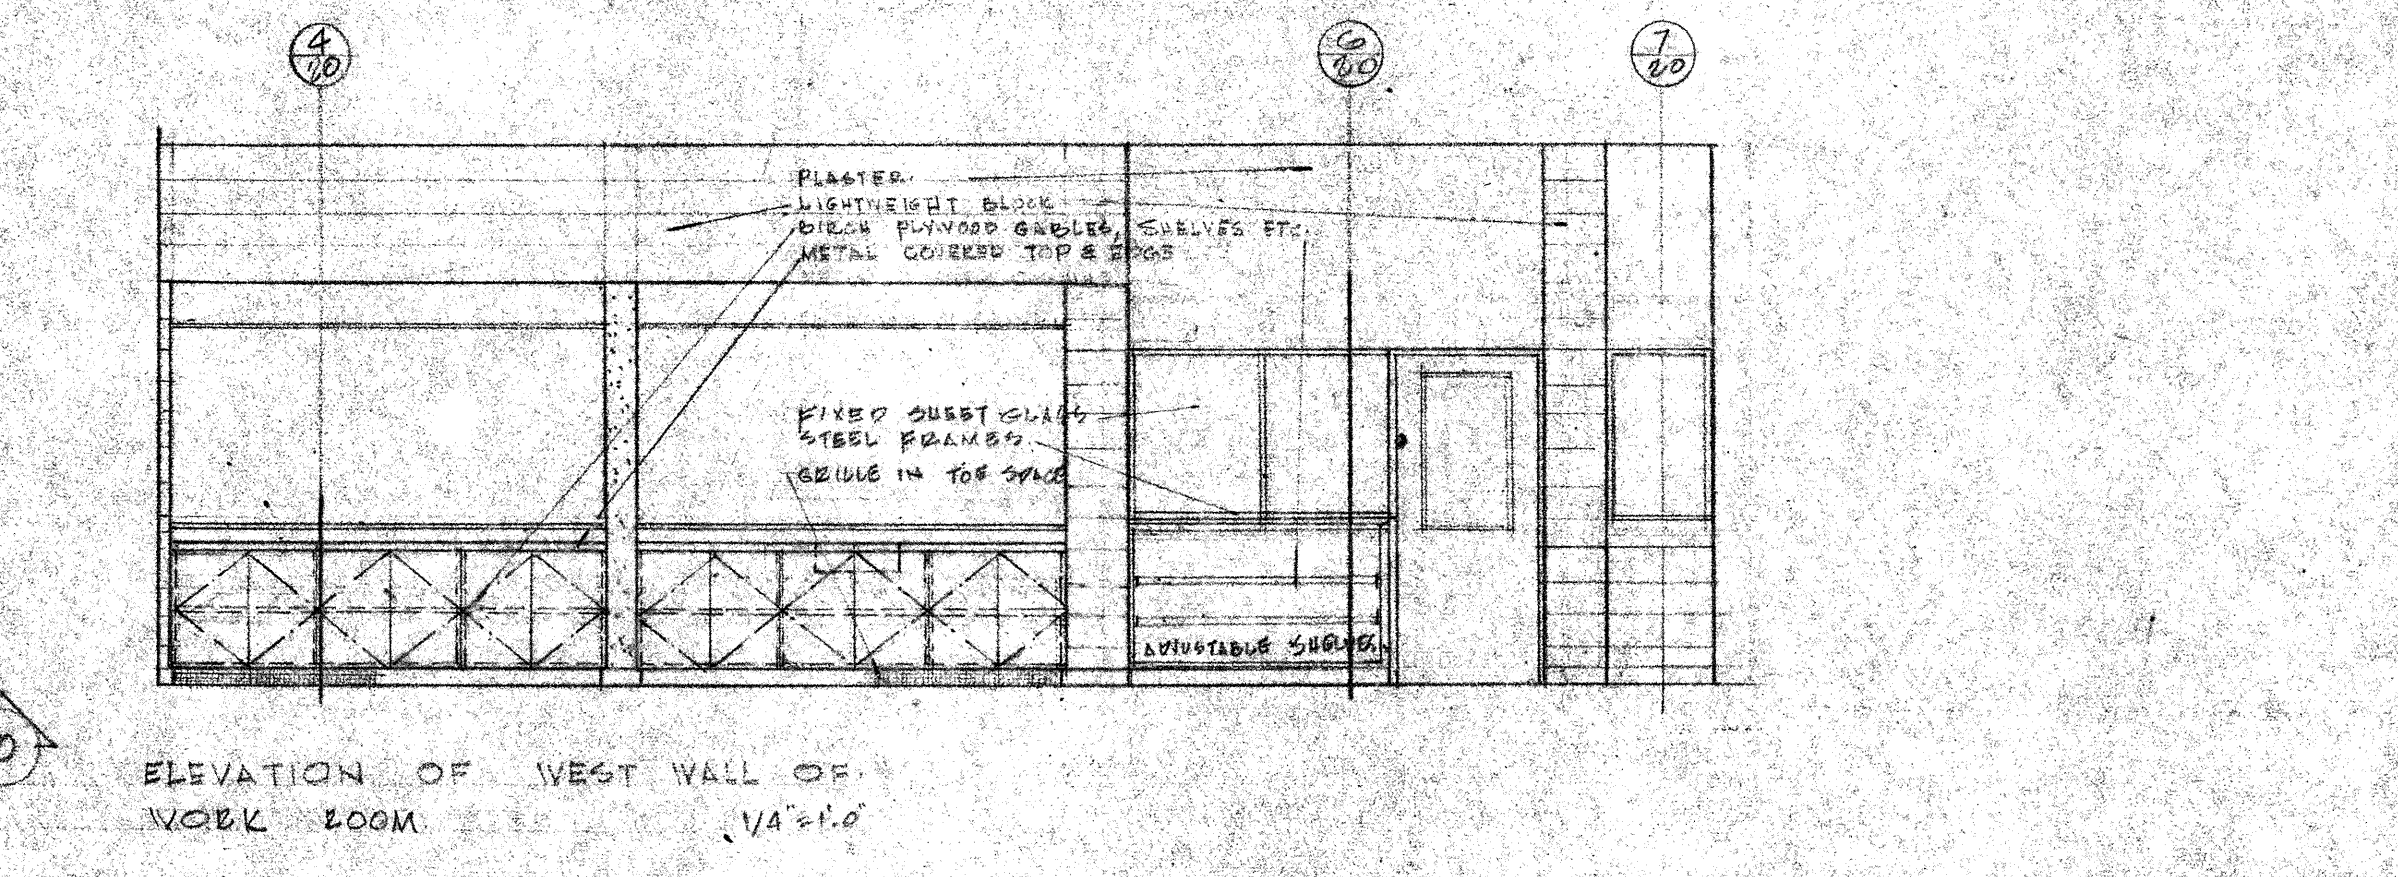 4
20
6
20
7
20
PLASTER.
LIGHTWEIGHT BLOCK
BIRCH PLYWOOD GABLES, SHELVES ETC.
METAL COVERED TOP & EDGE
FIXED SHEET GLASS
STEEL FRAMES.
GRILLE IN TOE SPACE
ADJUSTABLE SHELVES.
ELEVATION OF WEST WALL OF
WORK ROOM. 1/4"=1'.0"